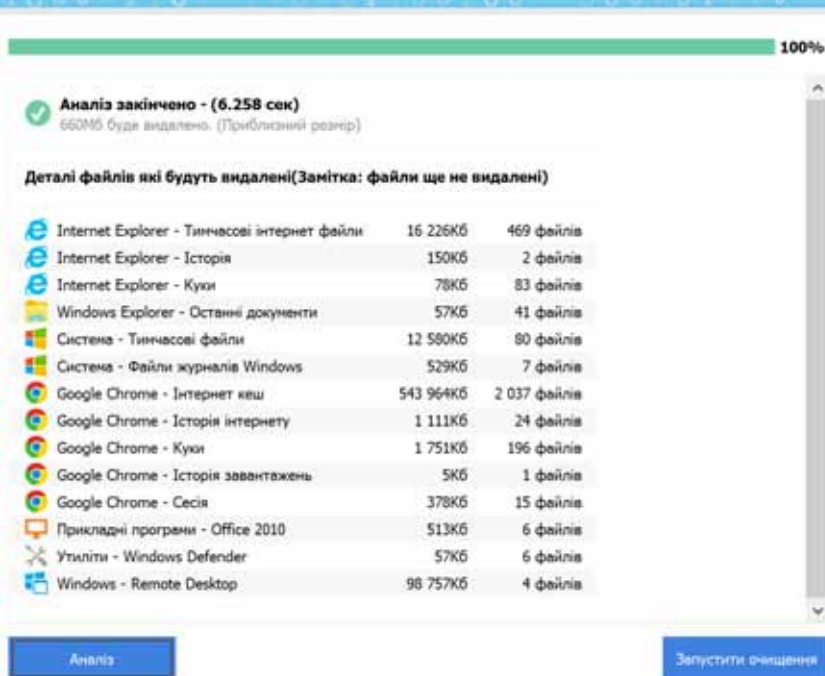 100%
Аналіз закінчено - (6.258 сек)
660Мб буде видалено. (Приблизний розмір)
Деталі файлів які будуть видалені(Замітка: файли ще не видалені)
Internet Explorer - Тимчасові інтернет файли 16 226Кб 469 файлів
Internet Explorer - Історія 150Кб 2 файлів
Internet Explorer - Куки 78Кб 83 файлів
Windows Explorer - Останні документи 57Кб 41 файлів
Система - Тимчасові файли 12 580Кб 80 файлів
Система - Файли журналів Windows 529Кб 7 файлів
Google Chrome - Інтернет кеш 543 964Кб 2 037 файлів
Google Chrome - Історія інтернету 1 111Кб 24 файлів
Google Chrome - Куки 1 751Кб 196 файлів
Google Chrome - Історія завантажень 5Кб 1 файлів
Google Chrome - Сесія 378Кб 15 файлів
Прикладні програми - Office 2010 513Кб 6 файлів
Утиліти - Windows Defender 57Кб 6 файлів
Windows - Remote Desktop 98 757Кб 4 файлів
Аналіз Запустити очищення